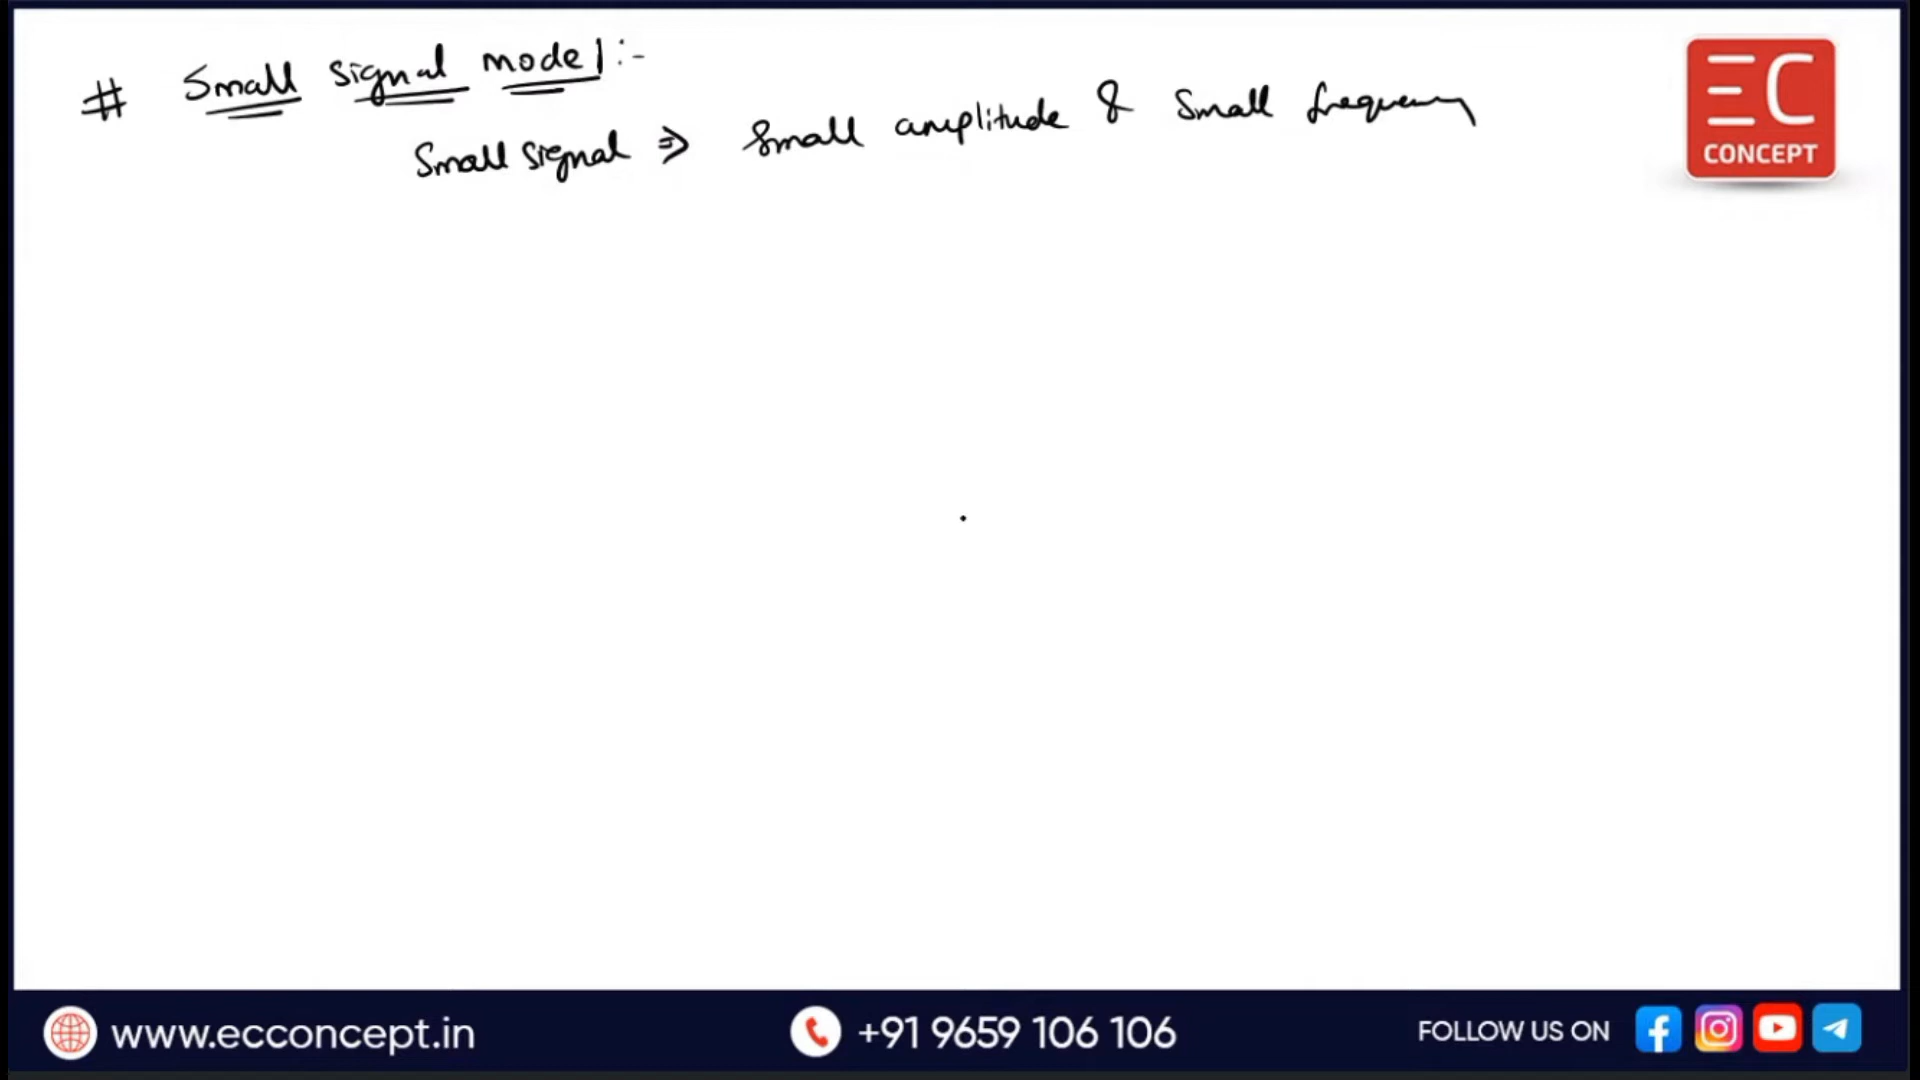 # Small signal model :-
Small signal ⇒ Small amplitude & Small frequency
EC
CONCEPT
www.ecconcept.in
+91 9659 106 106
FOLLOW US ON